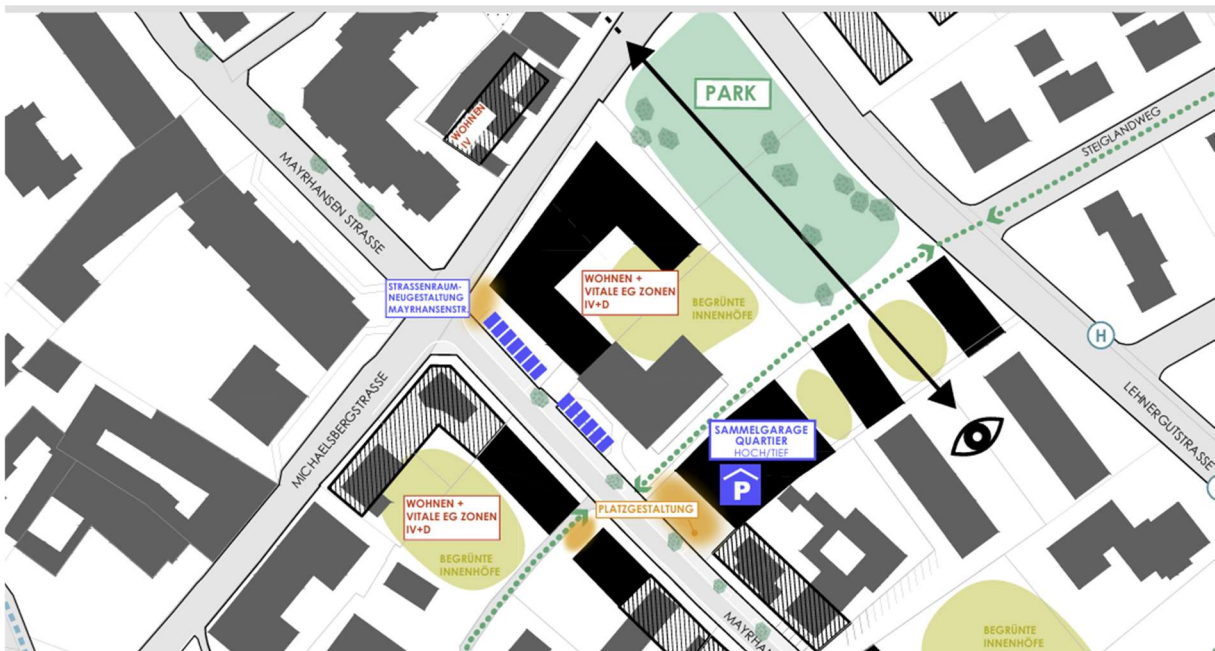 PARK
STEIGLANDWEG
WOHNEN
IV
MAYRHANSEN STRASSE
STRASSENRAUM-
NEUGESTALTUNG
MAYRHANSENSTR.
WOHNEN +
VITALE EG ZONEN
IV+D
BEGRÜNTE
INNENHÖFE
H
LEHNERGUTSTRASSE
MICHAELSBERGSTRASSE
SAMMELGARAGE
QUARTIER
HOCH/TIEF
P
WOHNEN +
VITALE EG ZONEN
IV+D
PLATZGESTALTUNG
BEGRÜNTE
INNENHÖFE
BEGRÜNTE
INNENHÖFE